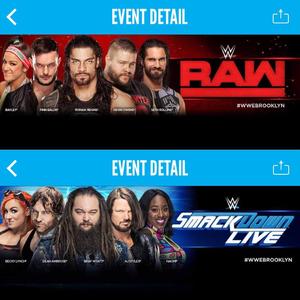 EVENT DETAIL
W
RAW
BAYLEY FINN BALOR ROMAN REIGNS KEVIN OWENS SETH ROLLINS
#WWEBROOKLYN
EVENT DETAIL
W
SMACKDOWN
LIVE
BECKY LYNCH DEAN AMBROSE BRAY WYATT AJ STYLES NAOMI
#WWEBROOKLYN